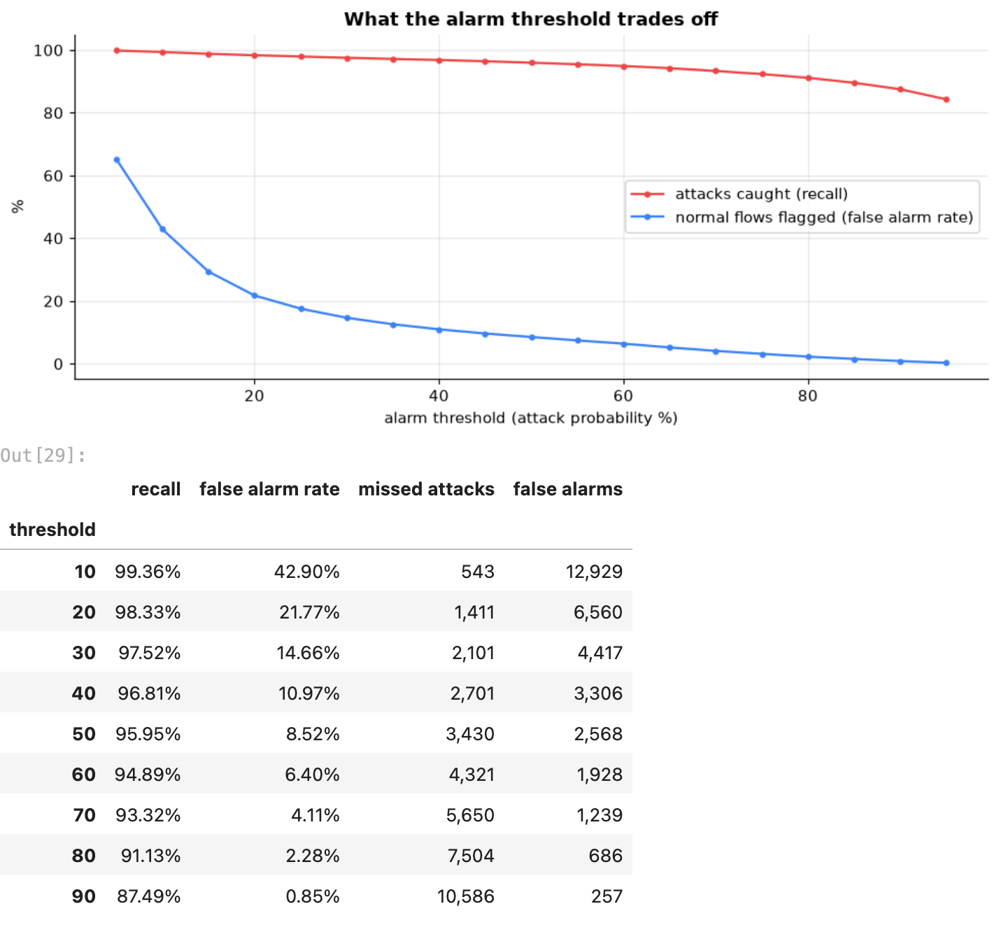 What the alarm threshold trades off
100
80
60
40
20
0
%
attacks caught (recall)
normal flows flagged (false alarm rate)
20 40 60 80
alarm threshold (attack probability %)
Out[29]:
recall false alarm rate missed attacks false alarms
threshold
10 99.36% 42.90% 543 12,929
20 98.33% 21.77% 1,411 6,560
30 97.52% 14.66% 2,101 4,417
40 96.81% 10.97% 2,701 3,306
50 95.95% 8.52% 3,430 2,568
60 94.89% 6.40% 4,321 1,928
70 93.32% 4.11% 5,650 1,239
80 91.13% 2.28% 7,504 686
90 87.49% 0.85% 10,586 257